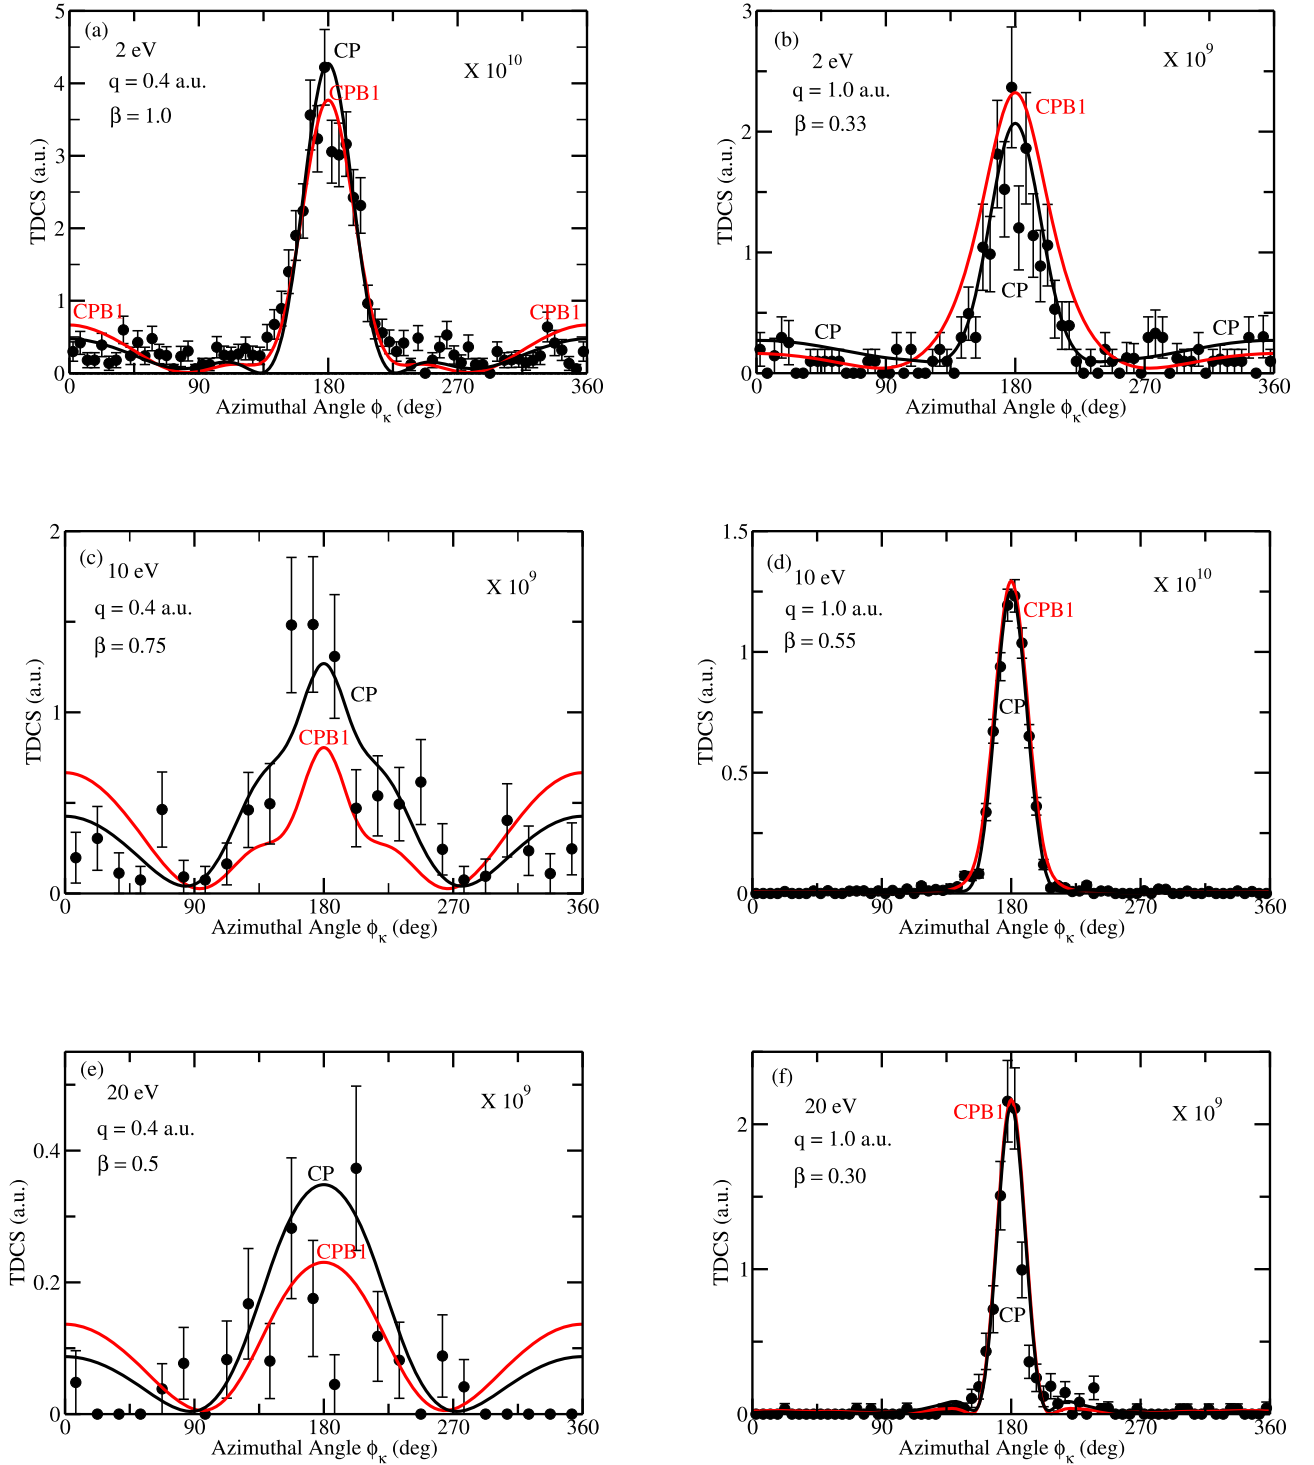 (a)
2 eV
q = 0.4 a.u.
β = 1.0
X 10^10
CP
CPB1
CPB1
CPB1
TDCS (a.u.)
5
4
3
2
1
0
0 90 180 270 360
Azimuthal Angle ϕ_κ (deg)
(b)
2 eV
q = 1.0 a.u.
β = 0.33
X 10^9
CPB1
CP
CP
CP
TDCS (a.u.)
3
2
1
0
0 90 180 270 360
Azimuthal Angle ϕ_κ(deg)
(c)
10 eV
q = 0.4 a.u.
β = 0.75
X 10^9
CP
CPB1
TDCS (a.u.)
2
1
0
0 90 180 270 360
Azimuthal Angle ϕ_κ (deg)
(d)
10 eV
q = 1.0 a.u.
β = 0.55
X 10^10
CPB1
CP
TDCS (a.u.)
1.5
1
0.5
0
0 90 180 270 360
Azimuthal Angle ϕ_κ (deg)
(e)
20 eV
q = 0.4 a.u.
β = 0.5
X 10^9
CP
CPB1
TDCS (a.u.)
0.4
0.2
0
0 90 180 270 360
Azimuthal Angle ϕ_κ (deg)
(f)
20 eV
q = 1.0 a.u.
β = 0.30
X 10^9
CPB1
CP
TDCS (a.u.)
2
1
0
0 90 180 270 360
Azimuthal Angle ϕ_κ (deg)